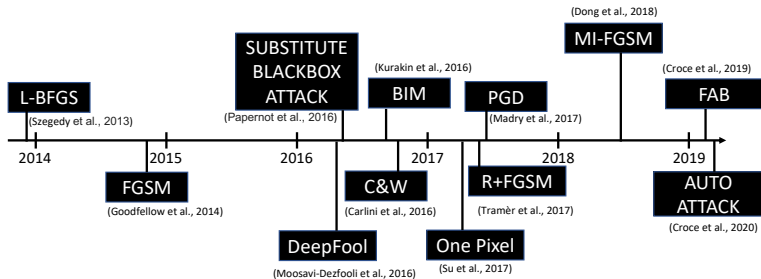 (Dong et al., 2018)
MI-FGSM
SUBSTITUTE
BLACKBOX
ATTACK
(Papernot et al., 2016)
(Kurakin et al., 2016)
BIM
PGD
(Madry et al., 2017)
(Croce et al., 2019)
FAB
L-BFGS
(Szegedy et al., 2013)
2014
2015
2016
2017
2018
2019
FGSM
(Goodfellow et al., 2014)
C&W
(Carlini et al., 2016)
R+FGSM
(Tramèr et al., 2017)
AUTO
ATTACK
(Croce et al., 2020)
DeepFool
(Moosavi-Dezfooli et al., 2016)
One Pixel
(Su et al., 2017)